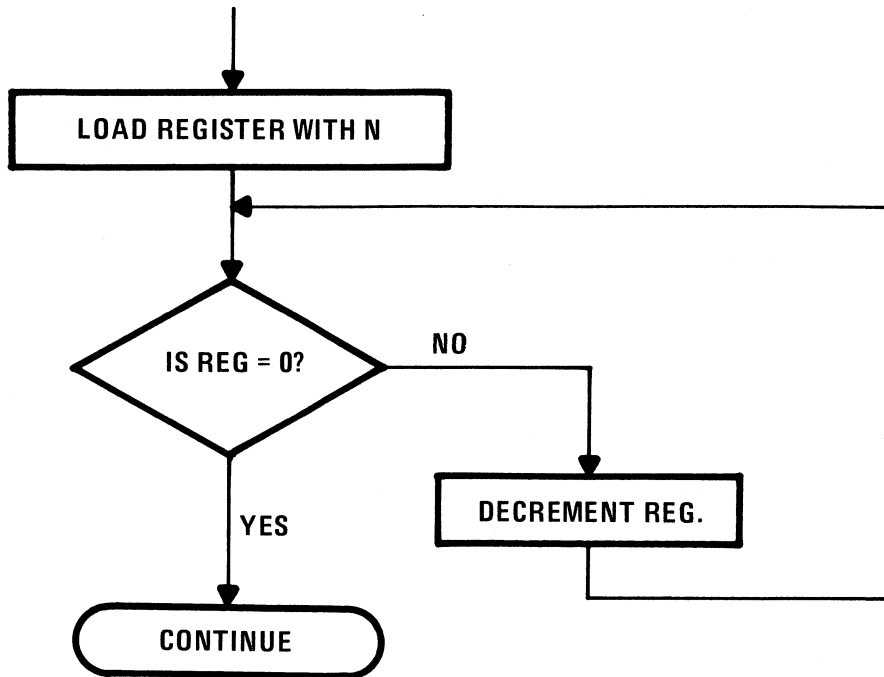 LOAD REGISTER WITH N
IS REG = 0?
NO
YES
DECREMENT REG.
CONTINUE